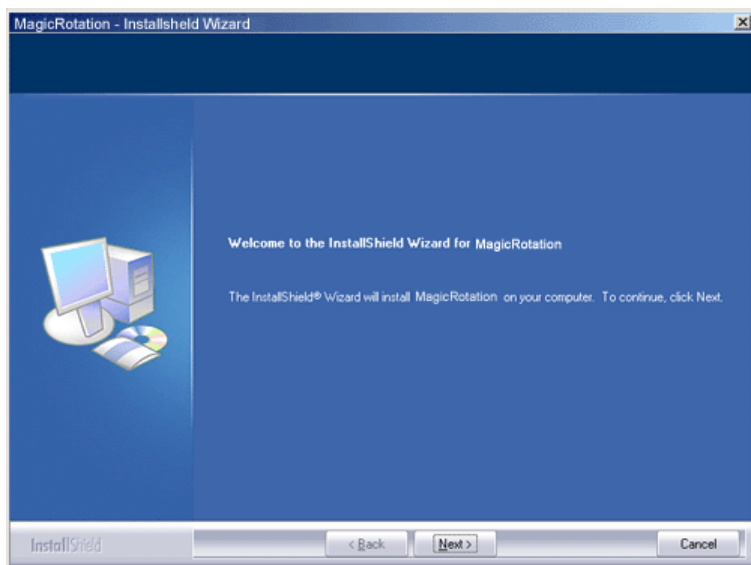 MagicRotation - Installsheld Wizard
Welcome to the InstallShield Wizard for MagicRotation
The InstallShield® Wizard will install MagicRotation on your computer. To continue, click Next.
InstallShield
< Back
Next >
Cancel